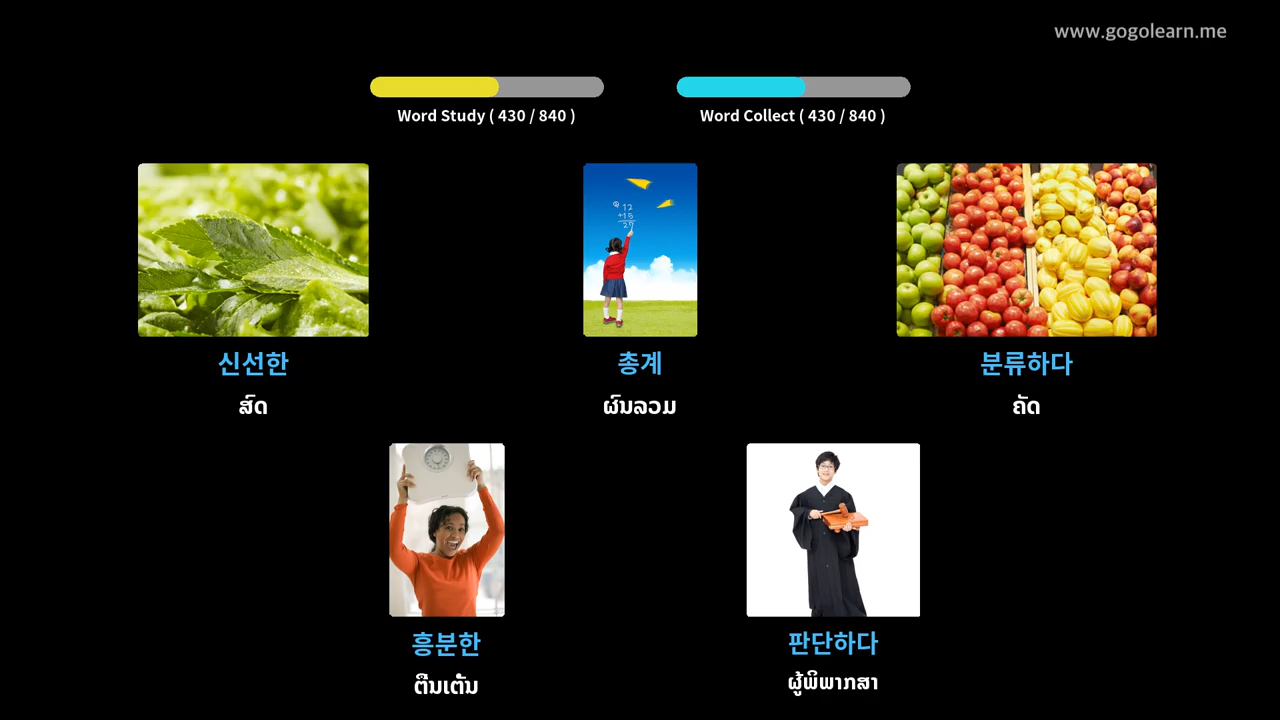 www.gogolearn.me
Word Study ( 430 / 840 )
Word Collect ( 430 / 840 )
12
+15
신선한
총계
분류하다
ສົດ
ຜົນລວມ
ຄັດ
흥분한
판단하다
ຕື່ນເຕັ້ນ
ຜູ້ພິພາກສາ